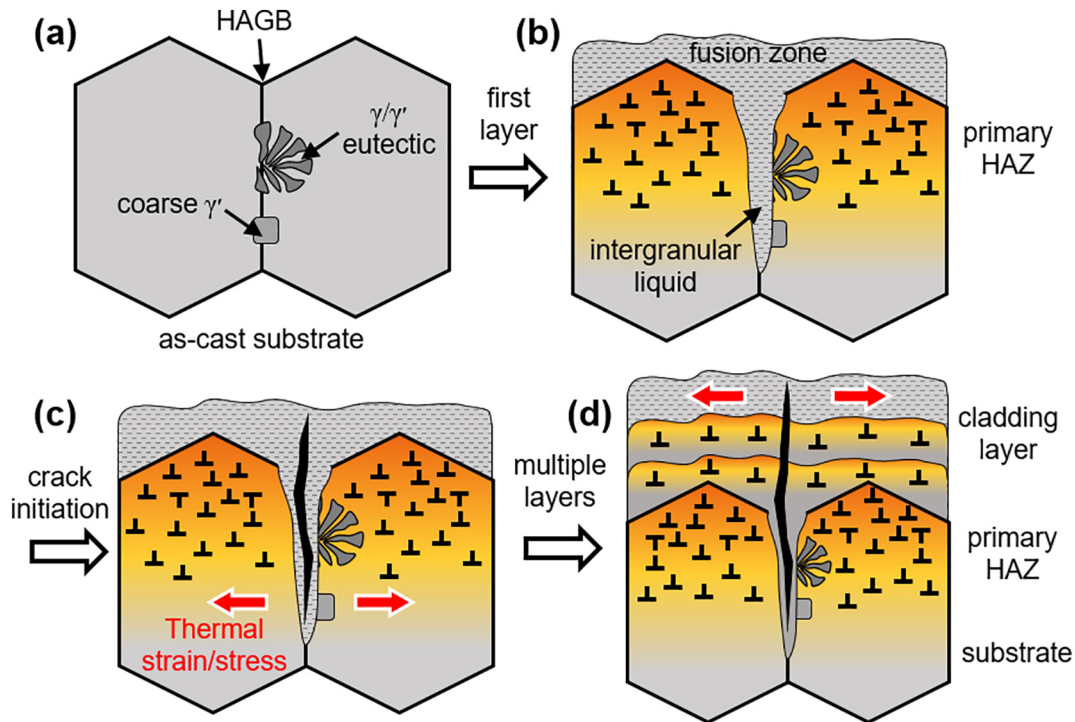 (a)
HAGB
γ/γ′
eutectic
coarse γ′
as-cast substrate
first
layer
(b)
fusion zone
primary
HAZ
intergranular
liquid
crack
initiation
(c)
Thermal
strain/stress
multiple
layers
(d)
cladding
layer
primary
HAZ
substrate